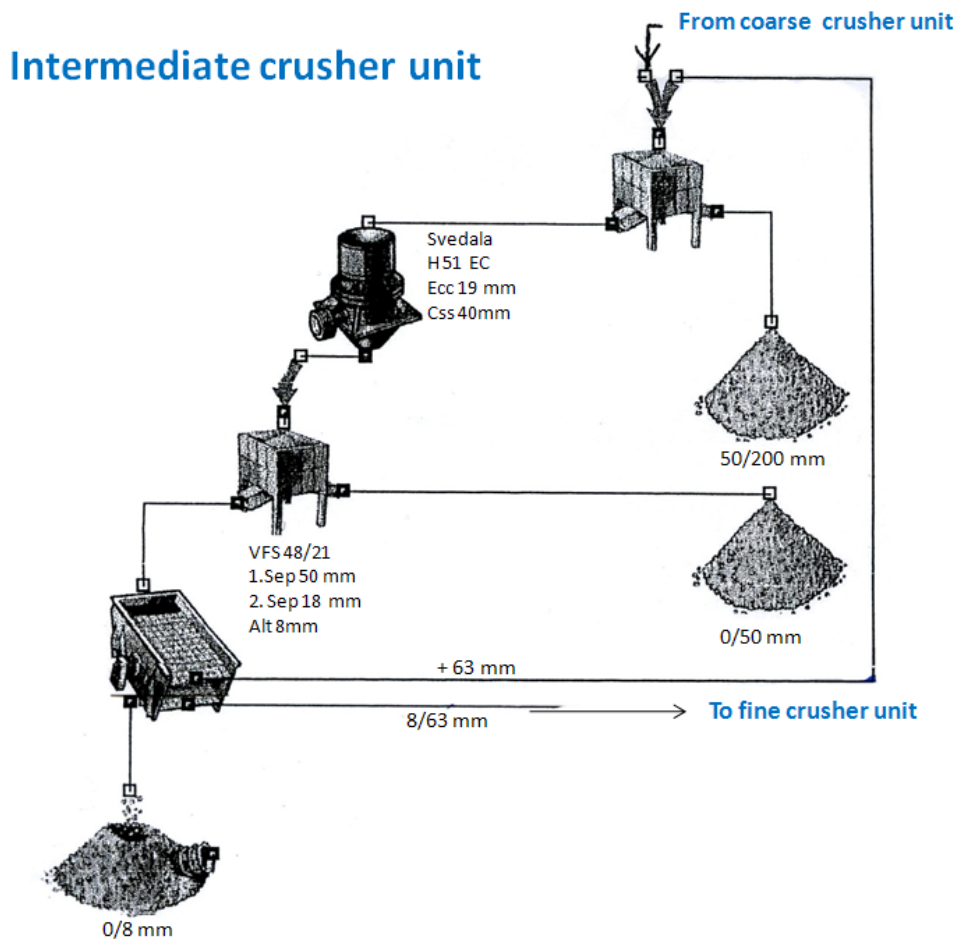 From coarse crusher unit
Intermediate crusher unit
Svedala
H51 EC
Ecc 19 mm
Css 40mm
50/200 mm
VFS 48/21
1.Sep 50 mm
2. Sep 18 mm
Alt 8mm
0/50 mm
+ 63 mm
8/63 mm
To fine crusher unit
0/8 mm